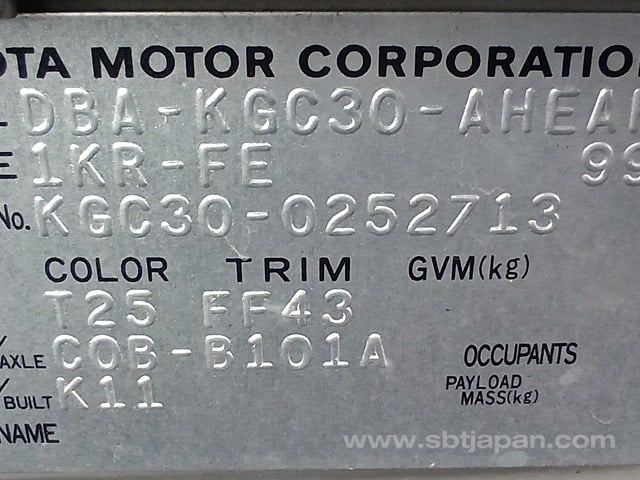 OTA MOTOR CORPORATION
DBA-KGC30-AHEA
E 1KR-FE 99
No. KGC30-0252713
COLOR TRIM GVM(kg)
T25 FF43
AXLE C0B-B101A OCCUPANTS
BUILT K11 PAYLOAD
MASS(kg)
NAME
www.sbtjapan.com